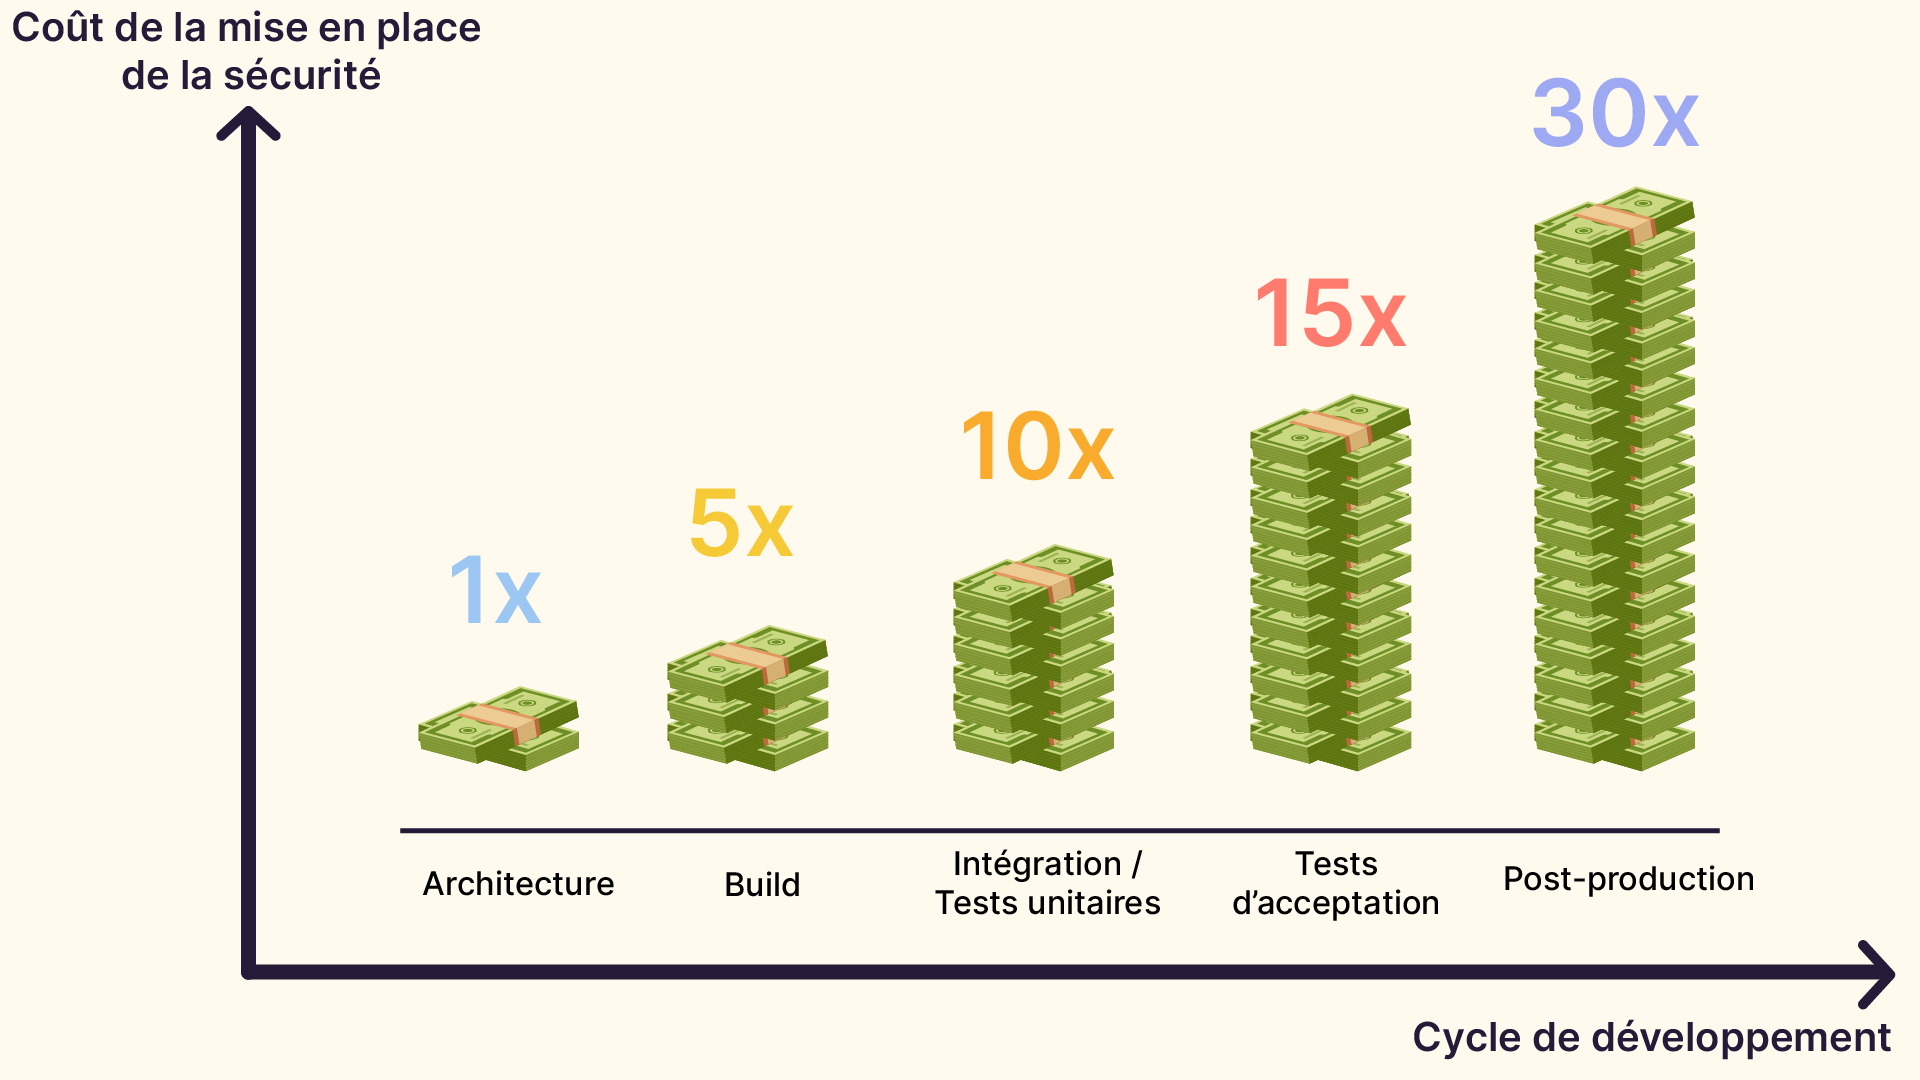 Coût de la mise en place
de la sécurité
1x
5x
10x
15x
30x
Architecture
Build
Intégration /
Tests unitaires
Tests
d’acceptation
Post-production
Cycle de développement